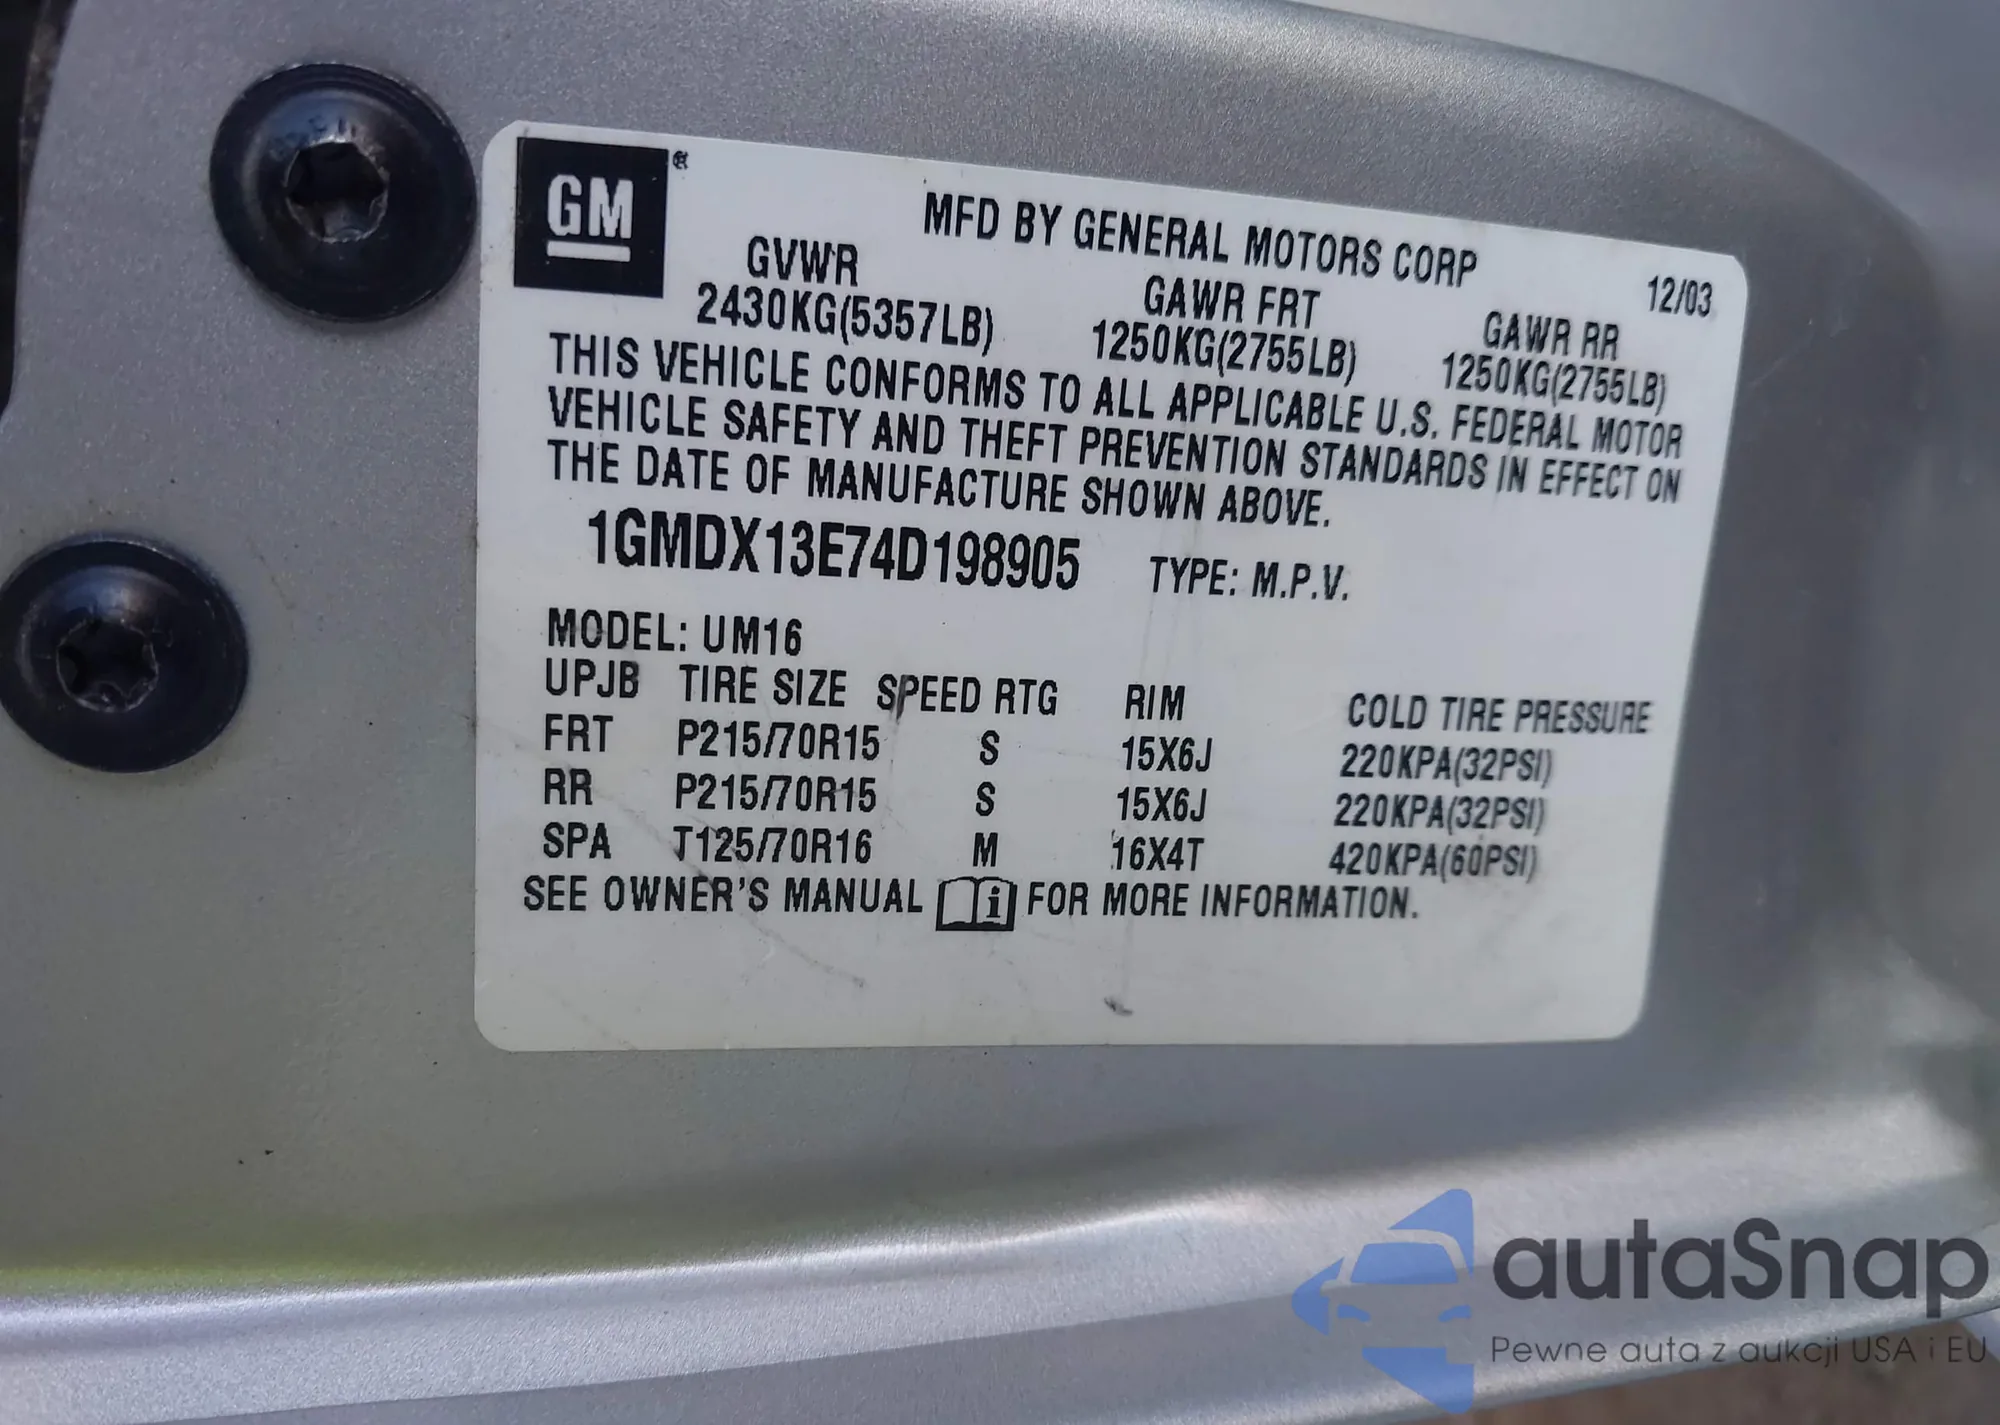 GM ®
MFD BY GENERAL MOTORS CORP 12/03
GVWR GAWR FRT GAWR RR
2430KG(5357LB) 1250KG(2755LB) 1250KG(2755LB)
THIS VEHICLE CONFORMS TO ALL APPLICABLE U.S. FEDERAL MOTOR
VEHICLE SAFETY AND THEFT PREVENTION STANDARDS IN EFFECT ON
THE DATE OF MANUFACTURE SHOWN ABOVE.
1GMDX13E74D198905 TYPE: M.P.V.
MODEL: UM16
UPJB TIRE SIZE SPEED RTG RIM COLD TIRE PRESSURE
FRT P215/70R15 S 15X6J 220KPA(32PSI)
RR P215/70R15 S 15X6J 220KPA(32PSI)
SPA T125/70R16 M 16X4T 420KPA(60PSI)
SEE OWNER'S MANUAL i FOR MORE INFORMATION.
autaSnap
Pewne auta z aukcji USA i EU